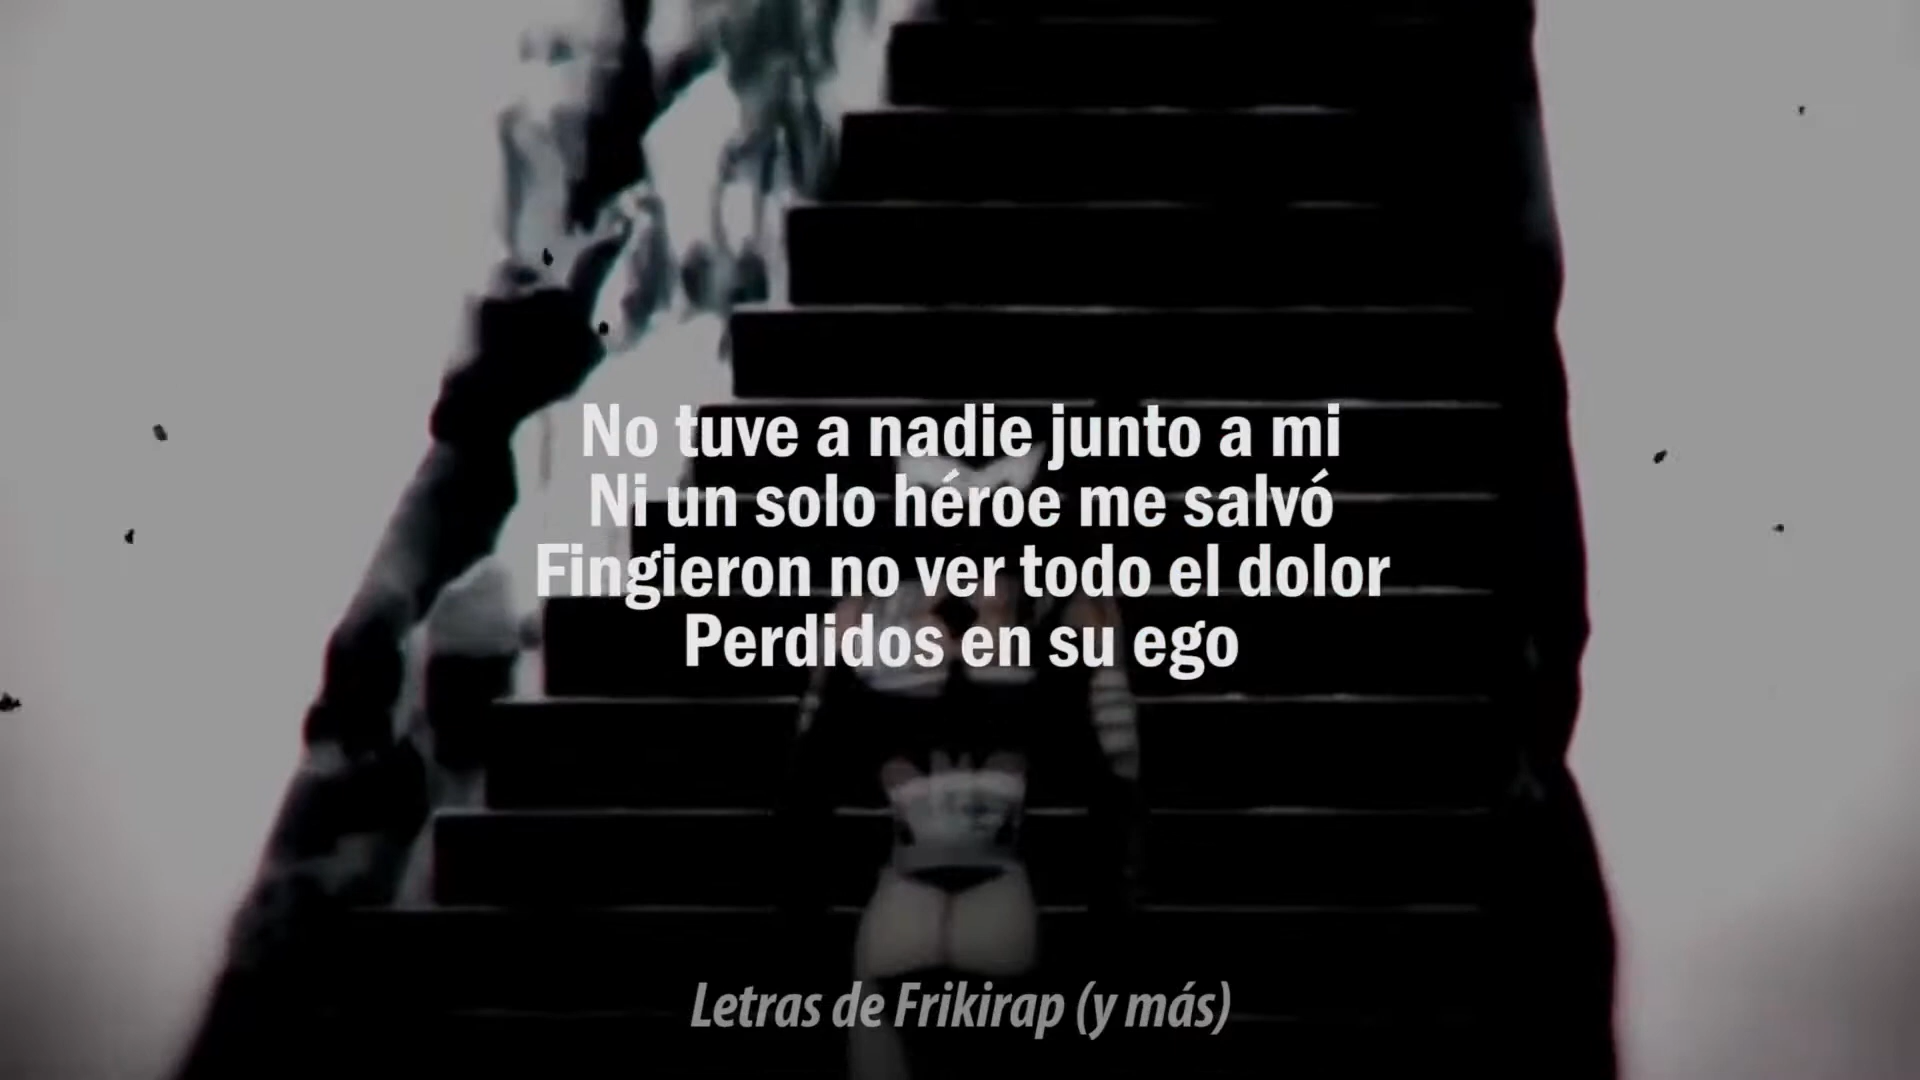 No tuve a nadie junto a mi
Ni un solo héroe me salvó
Fingieron no ver todo el dolor
Perdidos en su ego
Letras de Frikirap (y más)